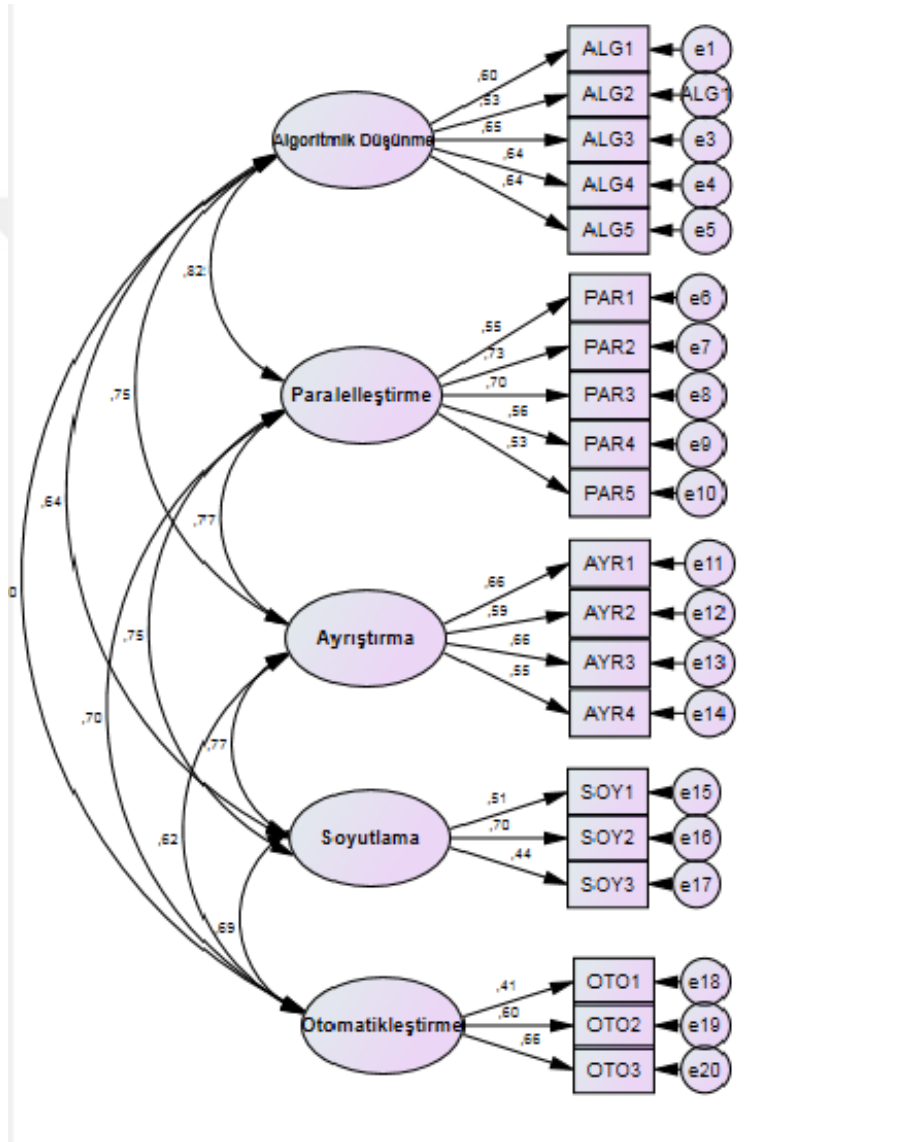 ALG1
e1
,60
ALG2
ALG1
,53
Algoritmik Düşünme
ALG3
e3
,65
ALG4
e4
,64
ALG5
e5
,64
,82
PAR1
e6
,55
PAR2
e7
,73
Paralelleştirme
PAR3
e8
,70
PAR4
e9
,56
PAR5
e10
,53
,75
,64
,77
AYR1
e11
,66
AYR2
e12
,59
Ayrıştırma
AYR3
e13
,66
AYR4
e14
,55
0
,75
,70
,77
SOY1
e15
,51
SOY2
e16
,70
Soyutlama
SOY3
e17
,44
,62
,69
OTO1
e18
,41
OTO2
e19
,60
Otomatikleştirme
OTO3
e20
,66